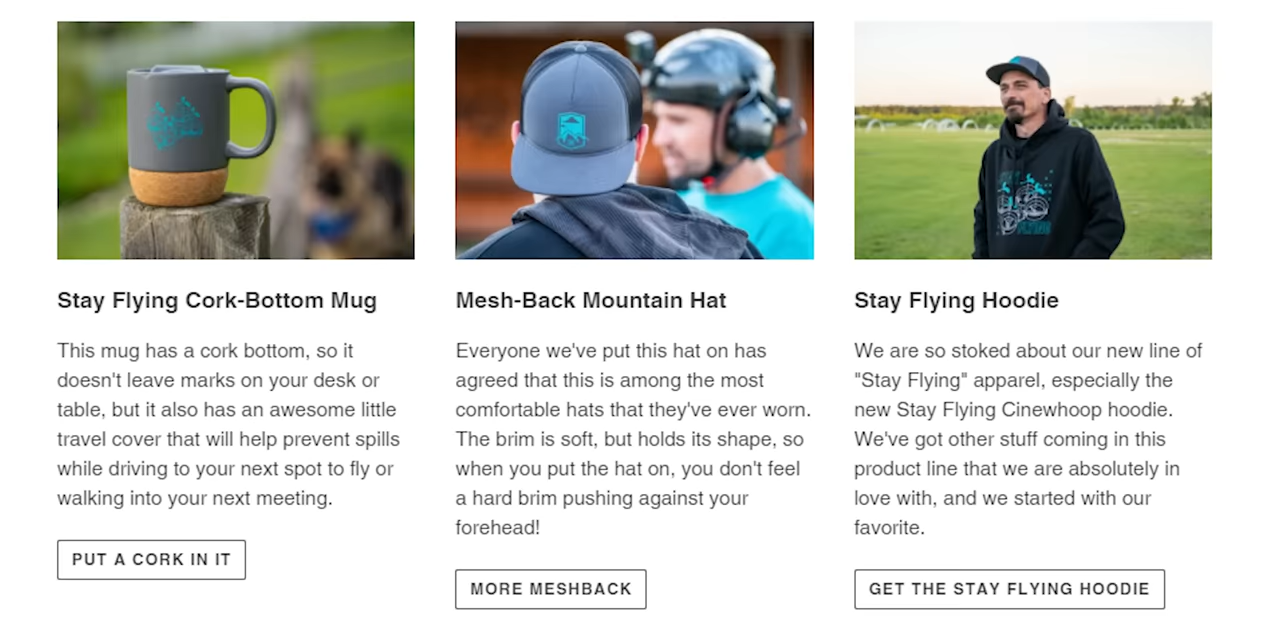 Stay Flying Cork-Bottom Mug
This mug has a cork bottom, so it
doesn't leave marks on your desk or
table, but it also has an awesome little
travel cover that will help prevent spills
while driving to your next spot to fly or
walking into your next meeting.
PUT A CORK IN IT
Mesh-Back Mountain Hat
Everyone we've put this hat on has
agreed that this is among the most
comfortable hats that they've ever worn.
The brim is soft, but holds its shape, so
when you put the hat on, you don't feel
a hard brim pushing against your
forehead!
MORE MESHBACK
FLYING
Stay Flying Hoodie
We are so stoked about our new line of
"Stay Flying" apparel, especially the
new Stay Flying Cinewhoop hoodie.
We've got other stuff coming in this
product line that we are absolutely in
love with, and we started with our
favorite.
GET THE STAY FLYING HOODIE